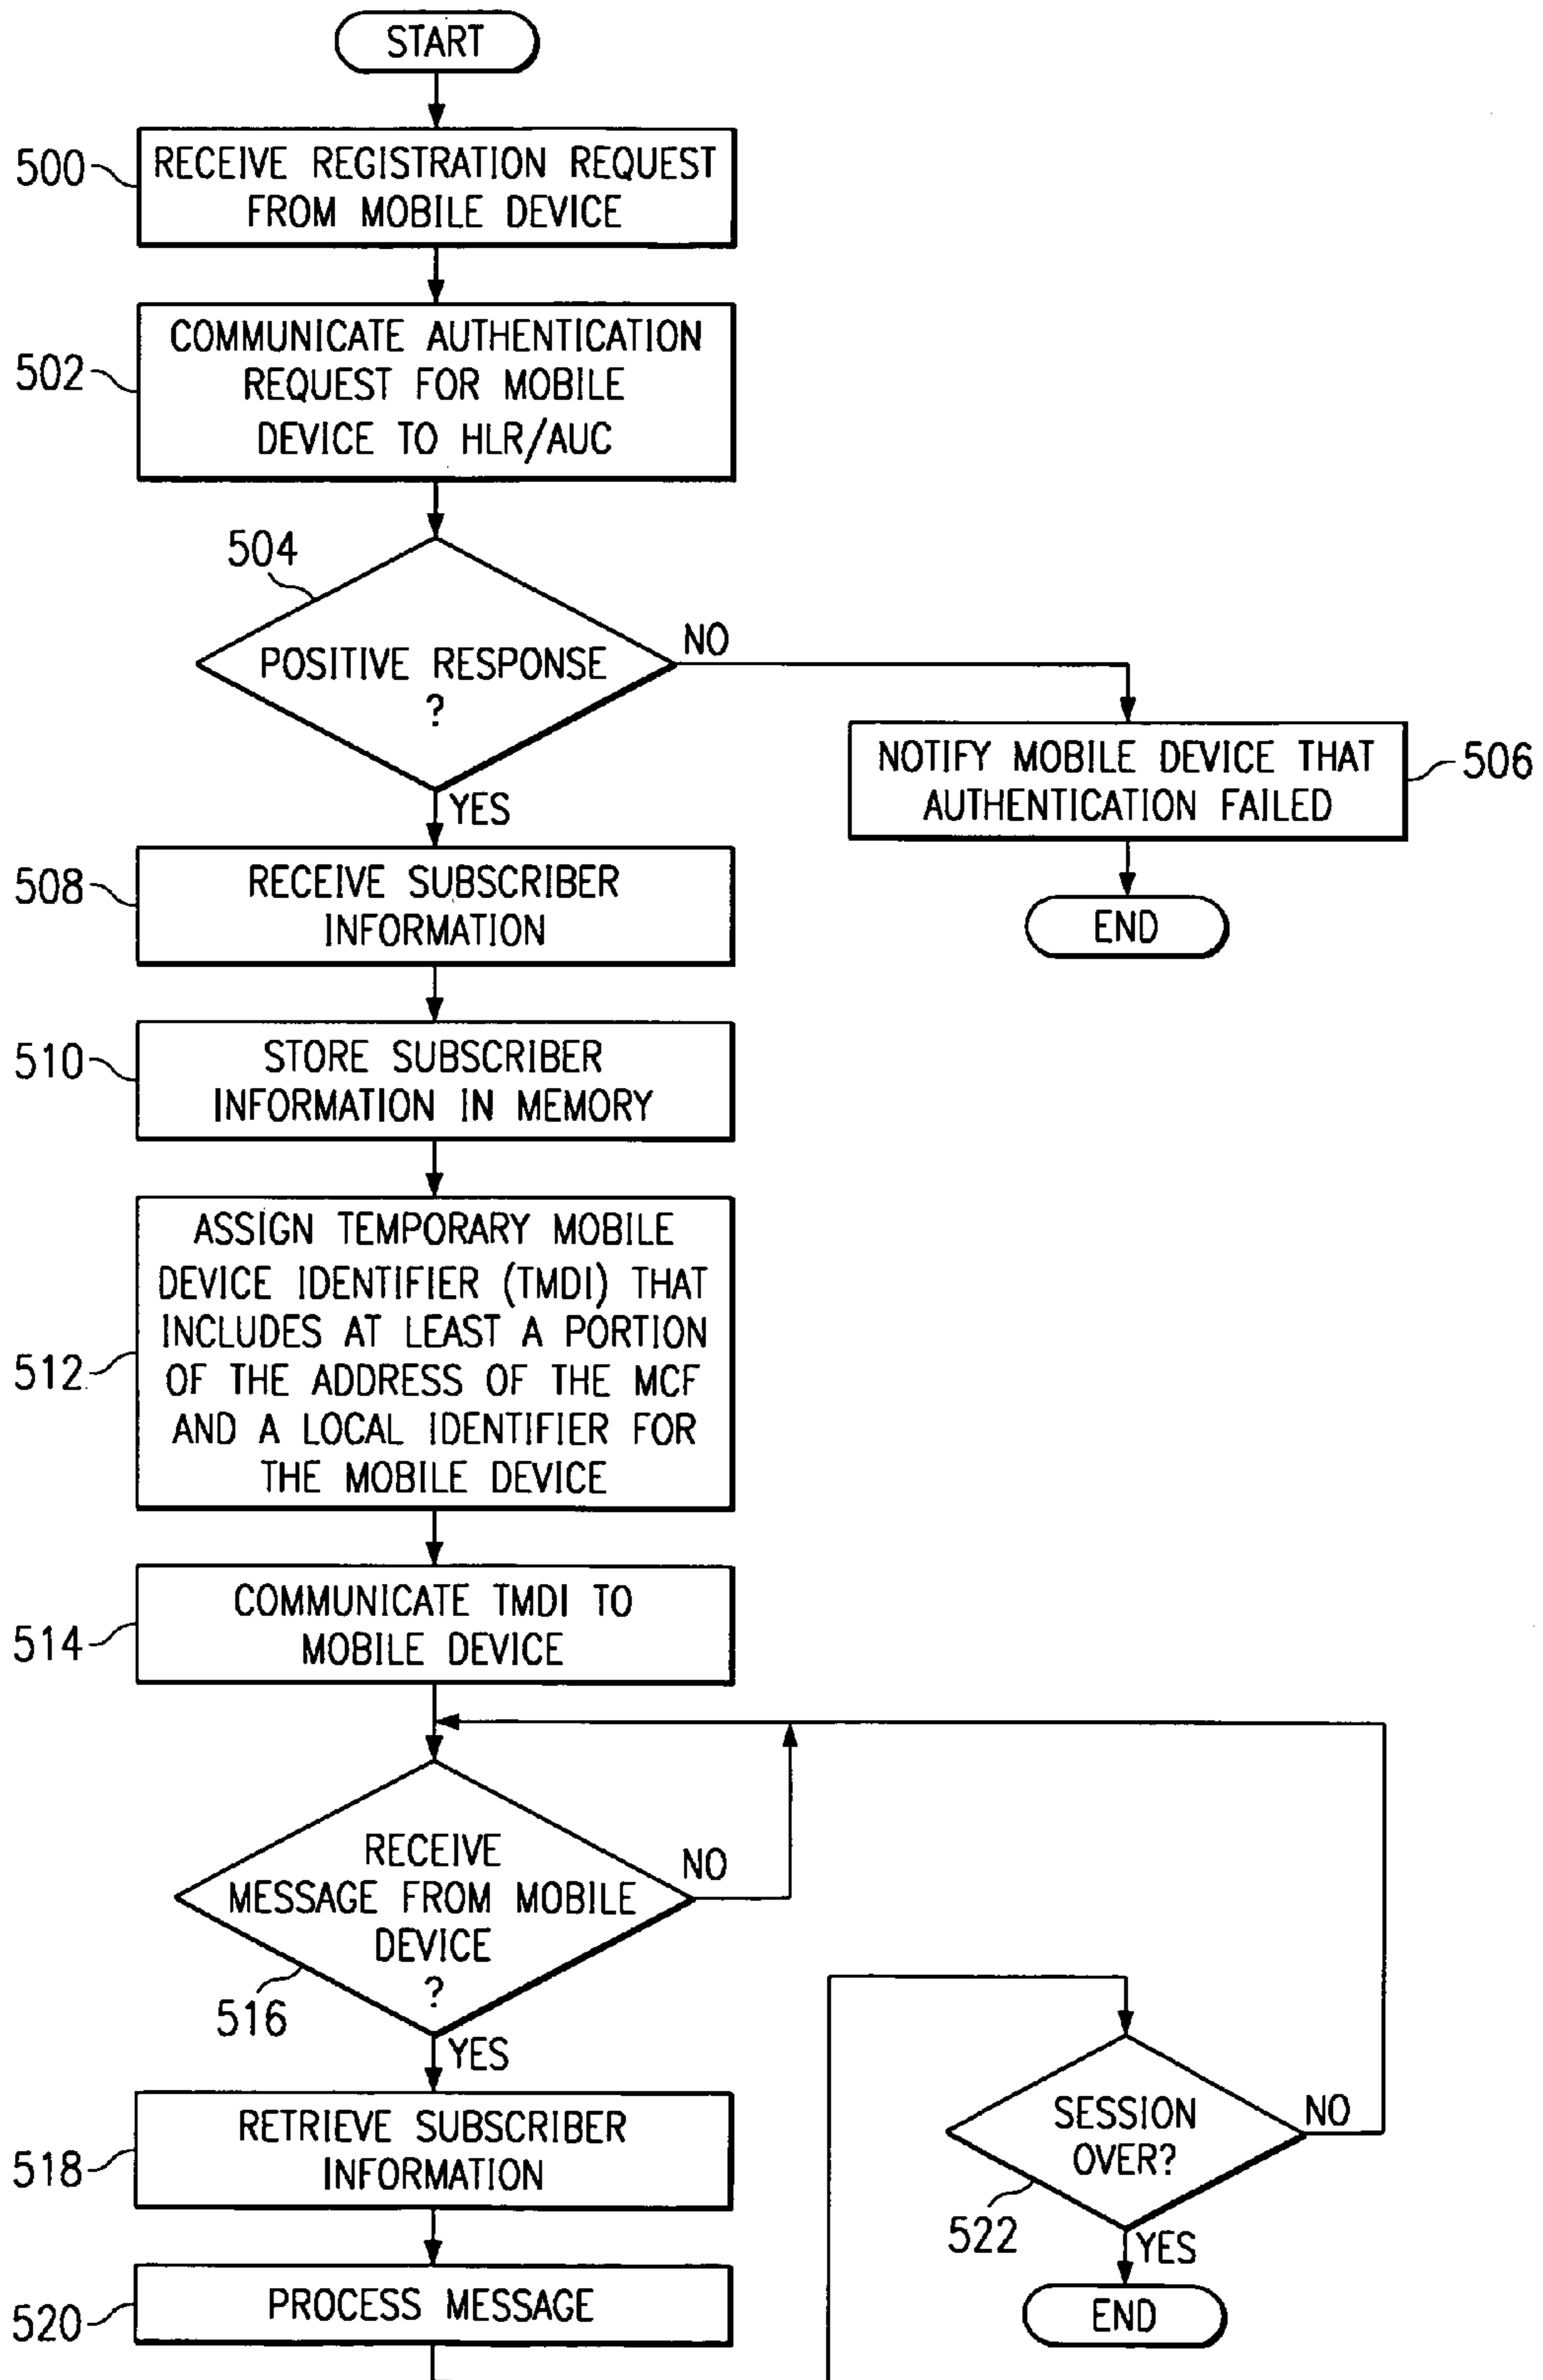 START
500
RECEIVE REGISTRATION REQUEST
FROM MOBILE DEVICE
502
COMMUNICATE AUTHENTICATION
REQUEST FOR MOBILE
DEVICE TO HLR/AUC
504
POSITIVE RESPONSE
?
NO
YES
NOTIFY MOBILE DEVICE THAT
AUTHENTICATION FAILED
506
END
508
RECEIVE SUBSCRIBER
INFORMATION
510
STORE SUBSCRIBER
INFORMATION IN MEMORY
512
ASSIGN TEMPORARY MOBILE
DEVICE IDENTIFIER (TMDI) THAT
INCLUDES AT LEAST A PORTION
OF THE ADDRESS OF THE MCF
AND A LOCAL IDENTIFIER FOR
THE MOBILE DEVICE
514
COMMUNICATE TMDI TO
MOBILE DEVICE
RECEIVE
MESSAGE FROM MOBILE
DEVICE
?
NO
516
YES
518
RETRIEVE SUBSCRIBER
INFORMATION
520
PROCESS MESSAGE
SESSION
OVER?
NO
522
YES
END